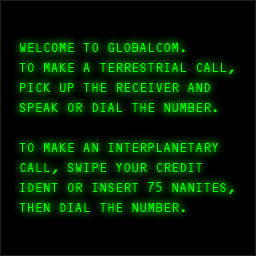 WELCOME TO GLOBALCOM.
TO MAKE A TERRESTRIAL CALL,
PICK UP THE RECEIVER AND
SPEAK OR DIAL THE NUMBER.

TO MAKE AN INTERPLANETARY
CALL, SWIPE YOUR CREDIT
IDENT OR INSERT 75 NANITES,
THEN DIAL THE NUMBER.